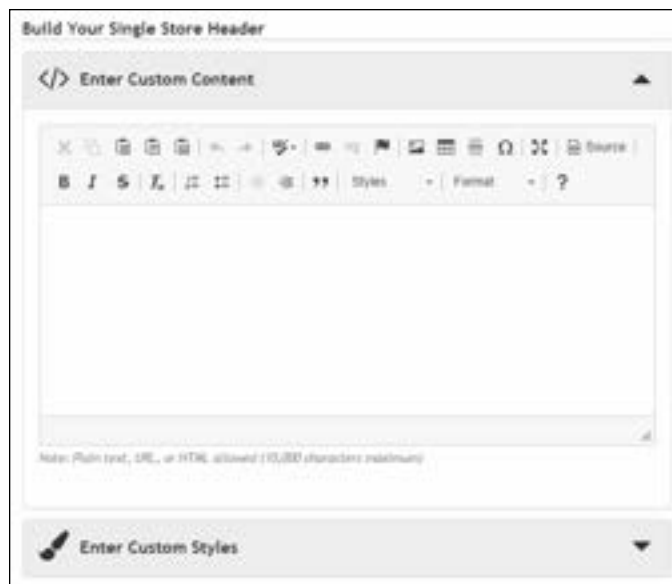 Build Your Single Store Header
</> Enter Custom Content
Source
B I S Ix Styles Format ?
Note: Plain text, URL, or HTML allowed (10,000 characters maximum)
Enter Custom Styles